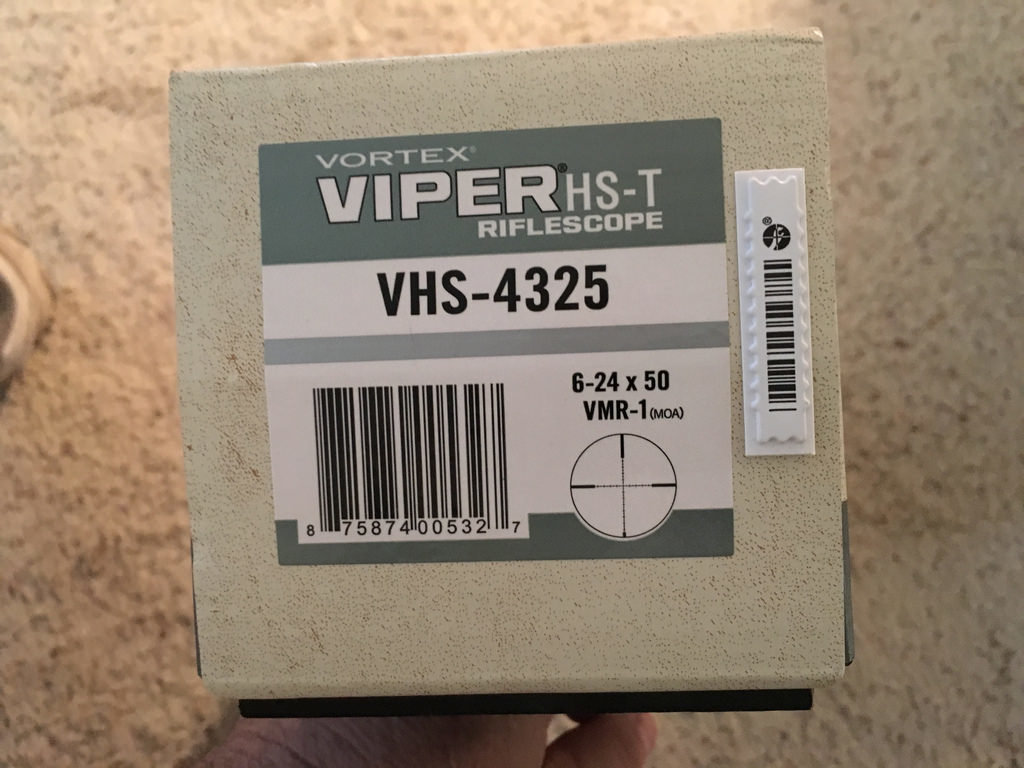 VORTEX®
VIPER® HS-T
RIFLESCOPE
VHS-4325
6-24 x 50
VMR-1 (MOA)
8 75874 00532 7
®